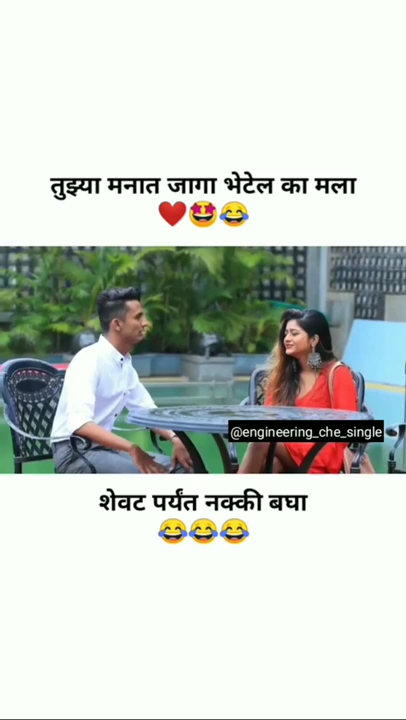 तुझ्या मनात जागा भेटेल का मला
❤️🤩😂
@engineering_che_single
शेवट पर्यंत नक्की बघा
😂😂😂